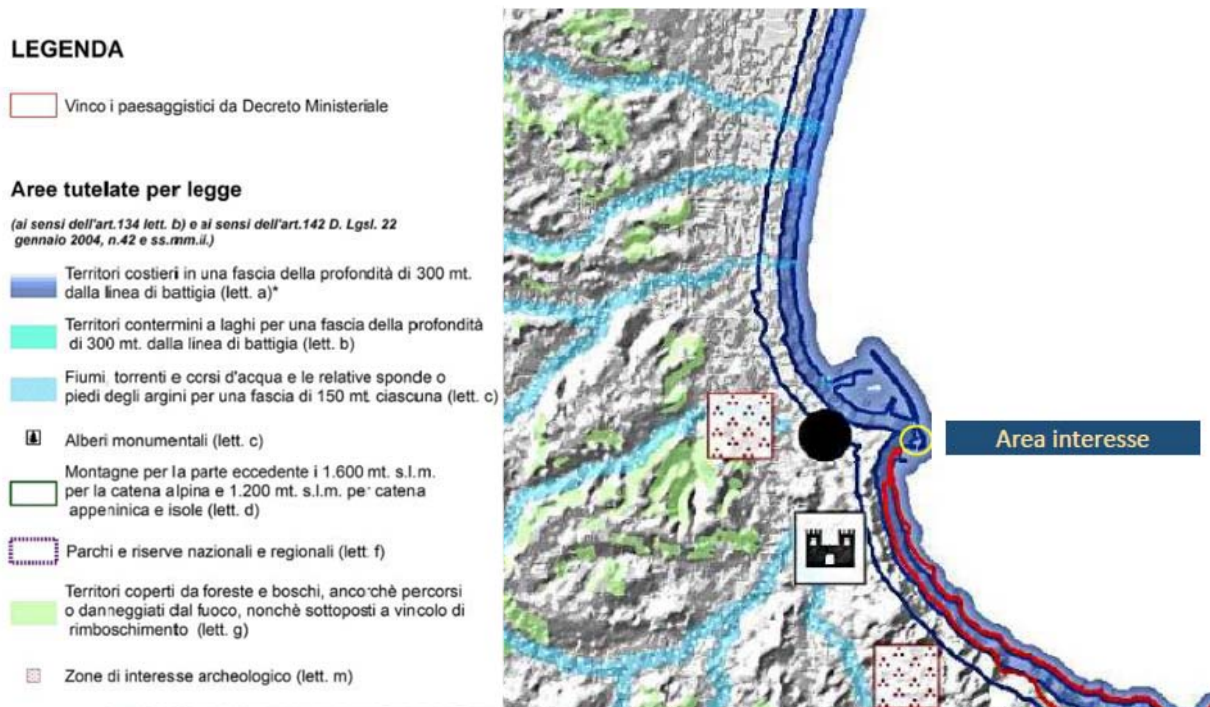 LEGENDA
Vinco i paesaggistici da Decreto Ministeriale
Aree tutelate per legge
(ai sensi dell'art.134 lett. b) e ai sensi dell'art.142 D. Lgsl. 22
gennaio 2004, n.42 e ss.mm.ii.)
Territori costieri in una fascia della profondità di 300 mt.
dalla linea di battigia (lett. a)*
Territori contermini a laghi per una fascia della profondità
di 300 mt. dalla linea di battigia (lett. b)
Fiumi, torrenti e corsi d'acqua e le relative sponde o
piedi degli argini per una fascia di 150 mt. ciascuna (lett. c)
Alberi monumentali (lett. c)
Montagne per la parte eccedente i 1.600 mt. s.l.m.
per la catena alpina e 1.200 mt. s.l.m. per catena
appeninica e isole (lett. d)
Parchi e riserve nazionali e regionali (lett. f)
Territori coperti da foreste e boschi, ancorchè percorsi
o danneggiati dal fuoco, nonchè sottoposti a vincolo di
rimboschimento (lett. g)
Zone di interesse archeologico (lett. m)
Area interesse